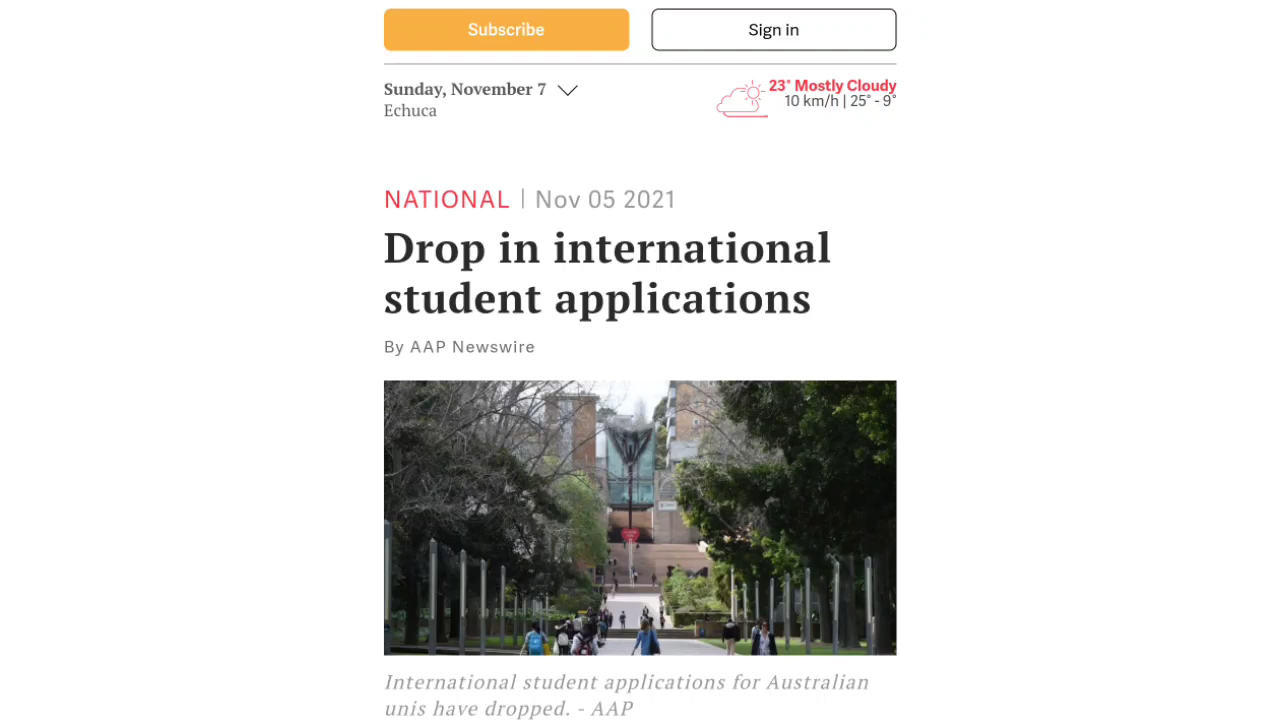 Subscribe
Sign in
Sunday, November 7
Echuca
23° Mostly Cloudy
10 km/h | 25° - 9°
NATIONAL | Nov 05 2021
Drop in international
student applications
By AAP Newswire
International student applications for Australian
unis have dropped. - AAP